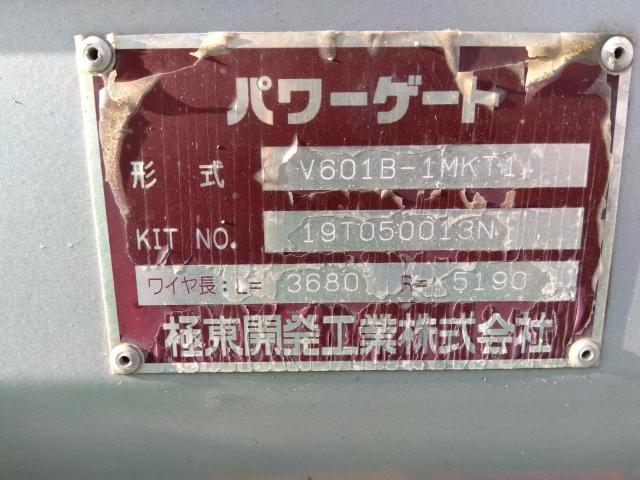 パワーゲート
形 式 V601B-1MKT1
KIT NO. 19T050013N
ワイヤ長:L= 3680 R= 5190
極東開発工業株式会社